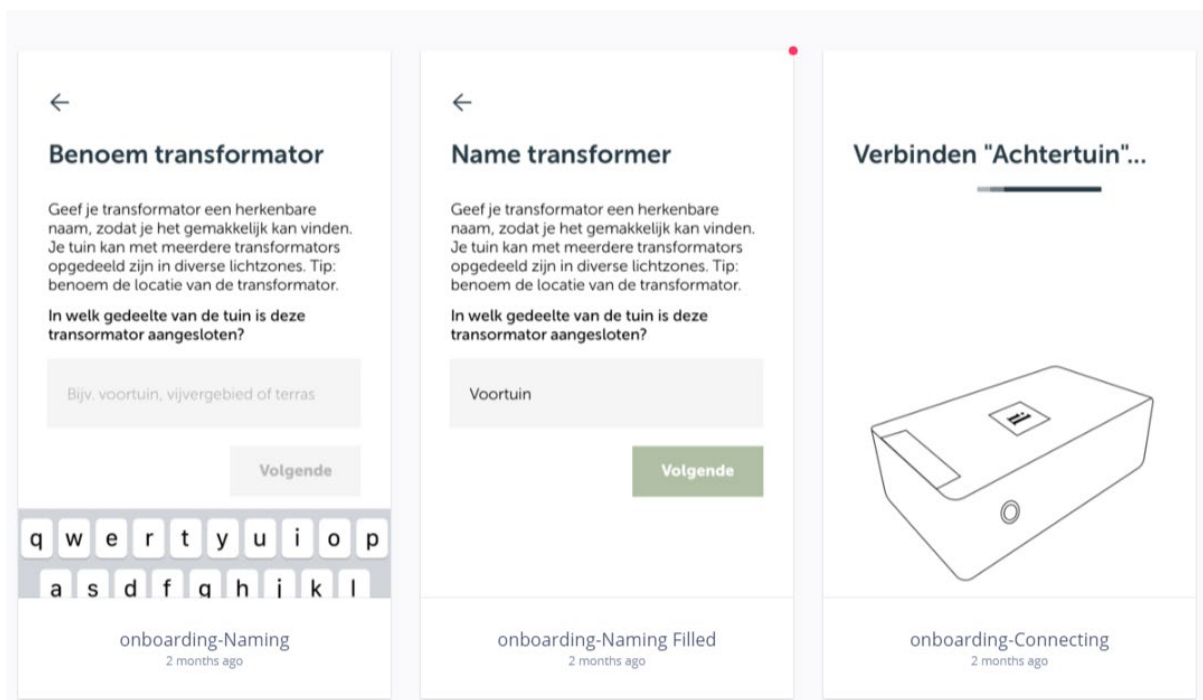 Benoem transformator
Geef je transformator een herkenbare
naam, zodat je het gemakkelijk kan vinden.
Je tuin kan met meerdere transformators
opgedeeld zijn in diverse lichtzones. Tip:
benoem de locatie van de transformator.
In welk gedeelte van de tuin is deze
transormator aangesloten?
Bijv. voortuin, vijvergebied of terras
Volgende
q w e r t y u i o p
a s d f g h j k l
onboarding-Naming
2 months ago
Name transformer
Geef je transformator een herkenbare
naam, zodat je het gemakkelijk kan vinden.
Je tuin kan met meerdere transformators
opgedeeld zijn in diverse lichtzones. Tip:
benoem de locatie van de transformator.
In welk gedeelte van de tuin is deze
transormator aangesloten?
Voortuin
Volgende
onboarding-Naming Filled
2 months ago
Verbinden "Achtertuin"...
onboarding-Connecting
2 months ago